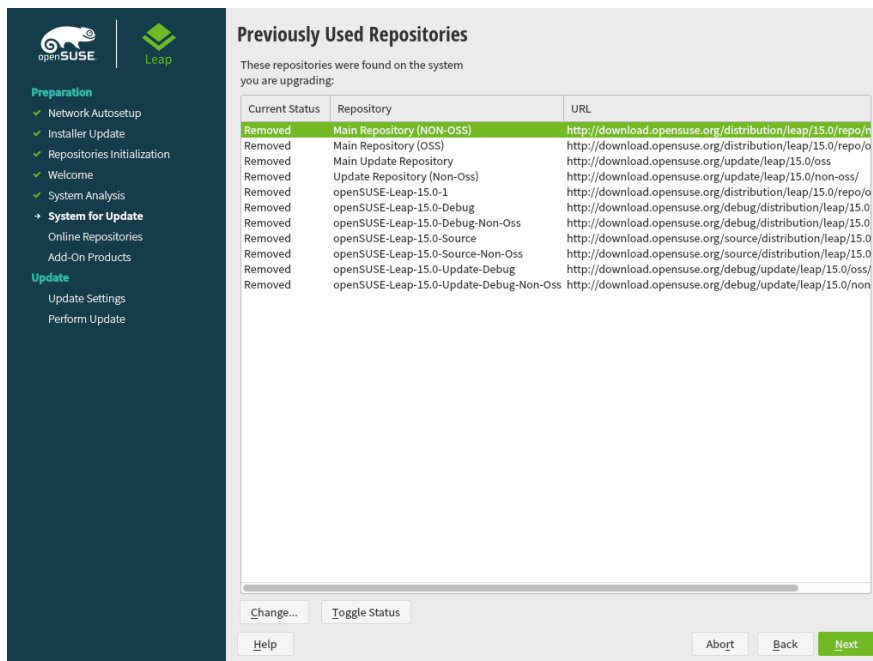 openSUSE
Leap
Preparation
Network Autosetup
Installer Update
Repositories Initialization
Welcome
System Analysis
System for Update
Online Repositories
Add-On Products
Update
Update Settings
Perform Update
Previously Used Repositories
These repositories were found on the system
you are upgrading:
Current Status Repository URL
Removed Main Repository (NON-OSS) http://download.opensuse.org/distribution/leap/15.0/repo/n
Removed Main Repository (OSS) http://download.opensuse.org/distribution/leap/15.0/repo/o
Removed Main Update Repository http://download.opensuse.org/update/leap/15.0/oss
Removed Update Repository (Non-Oss) http://download.opensuse.org/update/leap/15.0/non-oss/
Removed openSUSE-Leap-15.0-1 http://download.opensuse.org/distribution/leap/15.0/repo/o
Removed openSUSE-Leap-15.0-Debug http://download.opensuse.org/debug/distribution/leap/15.0
Removed openSUSE-Leap-15.0-Debug-Non-Oss http://download.opensuse.org/debug/distribution/leap/15.0
Removed openSUSE-Leap-15.0-Source http://download.opensuse.org/source/distribution/leap/15.0
Removed openSUSE-Leap-15.0-Source-Non-Oss http://download.opensuse.org/source/distribution/leap/15.0
Removed openSUSE-Leap-15.0-Update-Debug http://download.opensuse.org/debug/update/leap/15.0/oss/
Removed openSUSE-Leap-15.0-Update-Debug-Non-Oss http://download.opensuse.org/debug/update/leap/15.0/non
Change... Toggle Status
Help Abort Back Next